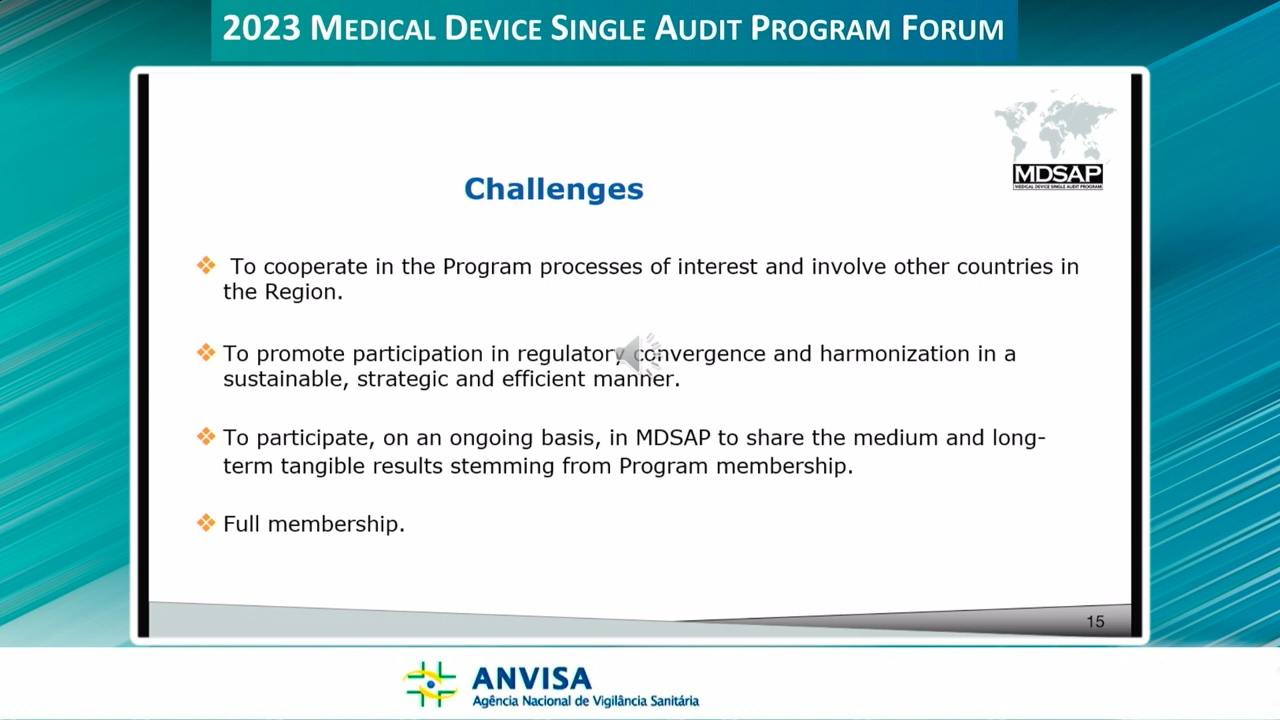 2023 MEDICAL DEVICE SINGLE AUDIT PROGRAM FORUM
MDSAP
MEDICAL DEVICE SINGLE AUDIT PROGRAM
Challenges
To cooperate in the Program processes of interest and involve other countries in
the Region.
To promote participation in regulatory convergence and harmonization in a
sustainable, strategic and efficient manner.
To participate, on an ongoing basis, in MDSAP to share the medium and long-
term tangible results stemming from Program membership.
Full membership.
15
ANVISA
Agência Nacional de Vigilância Sanitária